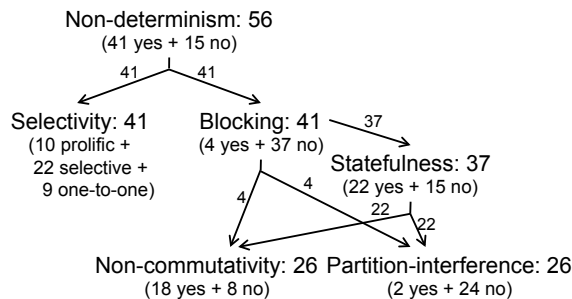 Non-determinism: 56
(41 yes + 15 no)
41 41
Selectivity: 41
(10 prolific +
22 selective +
9 one-to-one)
Blocking: 41
(4 yes + 37 no)
37
Statefulness: 37
(22 yes + 15 no)
4 4
22 22
Non-commutativity: 26
(18 yes + 8 no)
Partition-interference: 26
(2 yes + 24 no)